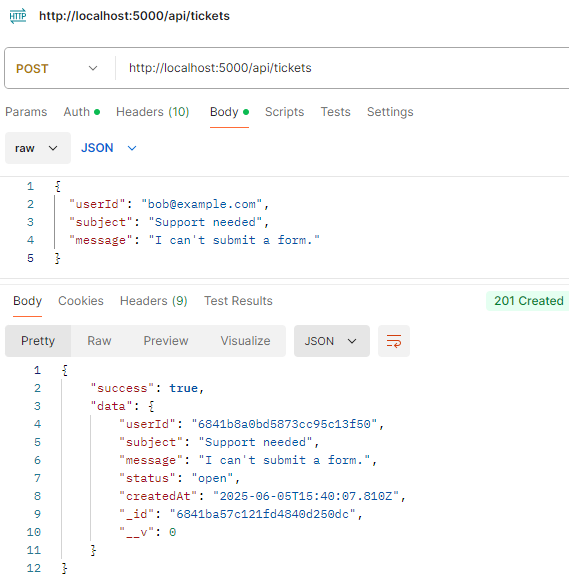 HTTP http://localhost:5000/api/tickets
POST http://localhost:5000/api/tickets
Params Auth Headers (10) Body Scripts Tests Settings
raw JSON
1 {
2 "userId": "bob@example.com",
3 "subject": "Support needed",
4 "message": "I can't submit a form."
5 }
Body Cookies Headers (9) Test Results 201 Created
Pretty Raw Preview Visualize JSON
1 {
2 "success": true,
3 "data": {
4 "userId": "6841b8a0bd5873cc95c13f50",
5 "subject": "Support needed",
6 "message": "I can't submit a form.",
7 "status": "open",
8 "createdAt": "2025-06-05T15:40:07.810Z",
9 "_id": "6841ba57c121fd4840d250dc",
10 "__v": 0
11 }
12 }